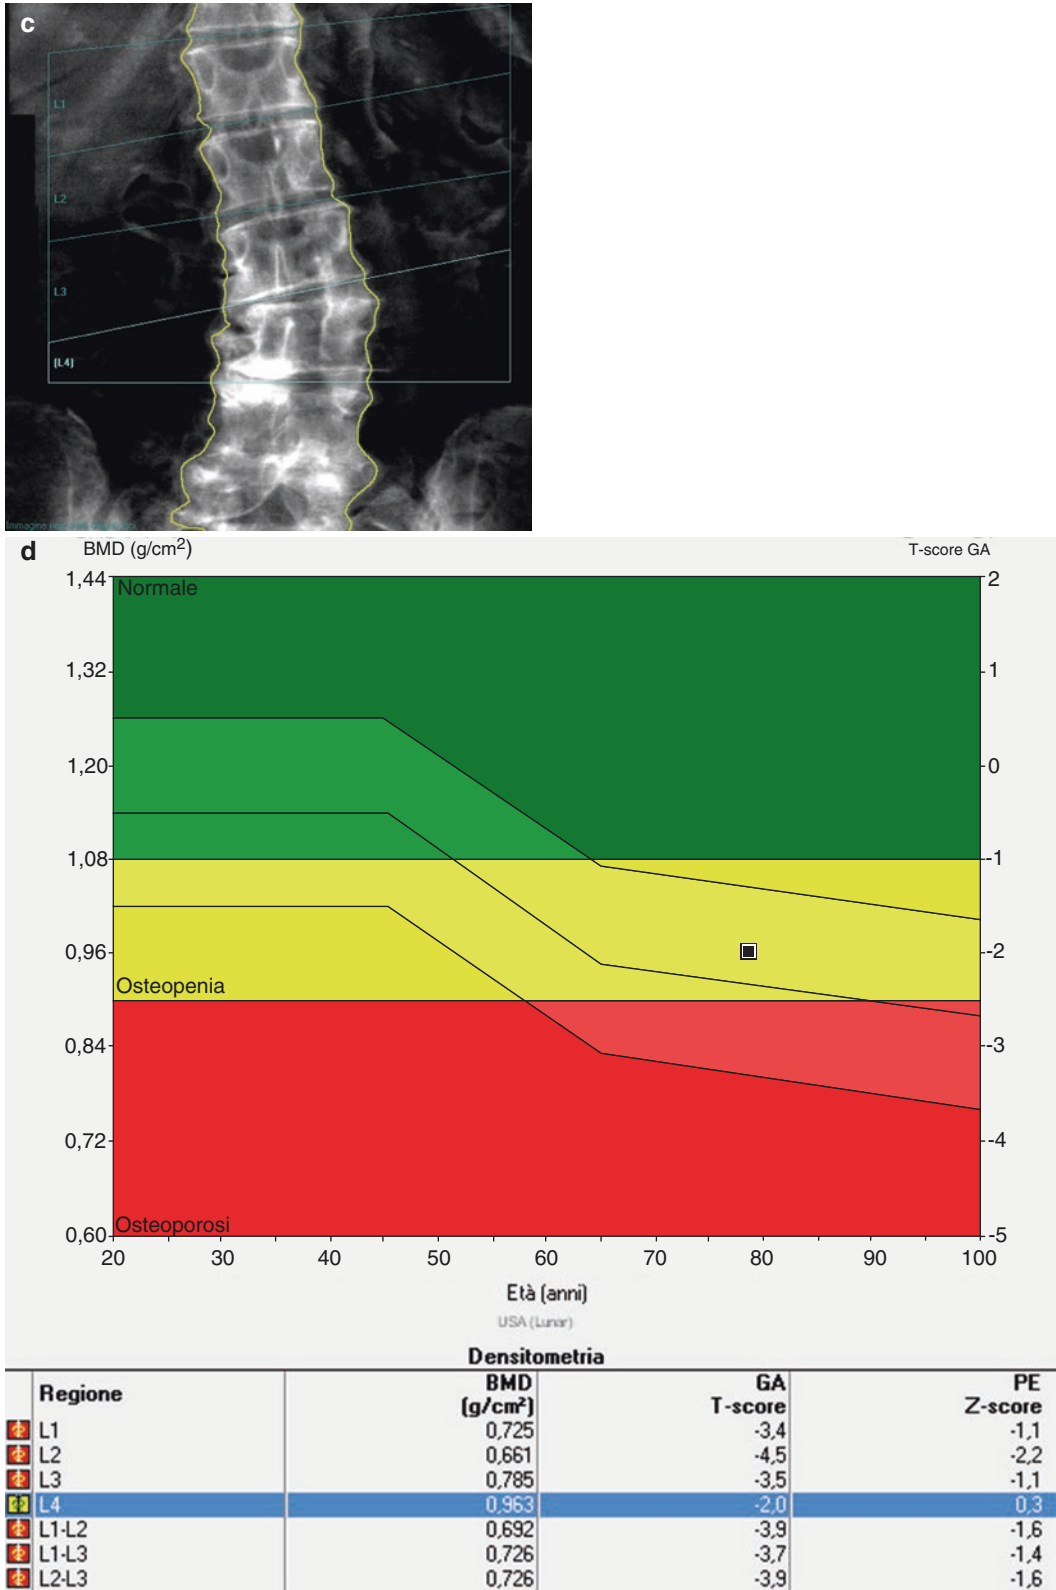 c
L1
L2
L3
(L4)
d
BMD (g/cm²)
T-score GA
Normale
Osteopenia
Osteoporosi
1,44
1,32
1,20
1,08
0,96
0,84
0,72
0,60
2
1
0
-1
-2
-3
-4
-5
20 30 40 50 60 70 80 90 100
Età (anni)
USA (Lunar)
Densitometria
Regione BMD (g/cm²) GA T-score PE Z-score
L1 0,725 -3,4 -1,1
L2 0,661 -4,5 -2,2
L3 0,785 -3,5 -1,1
L4 0,963 -2,0 0,3
L1-L2 0,692 -3,9 -1,6
L1-L3 0,726 -3,7 -1,4
L2-L3 0,726 -3,9 -1,6